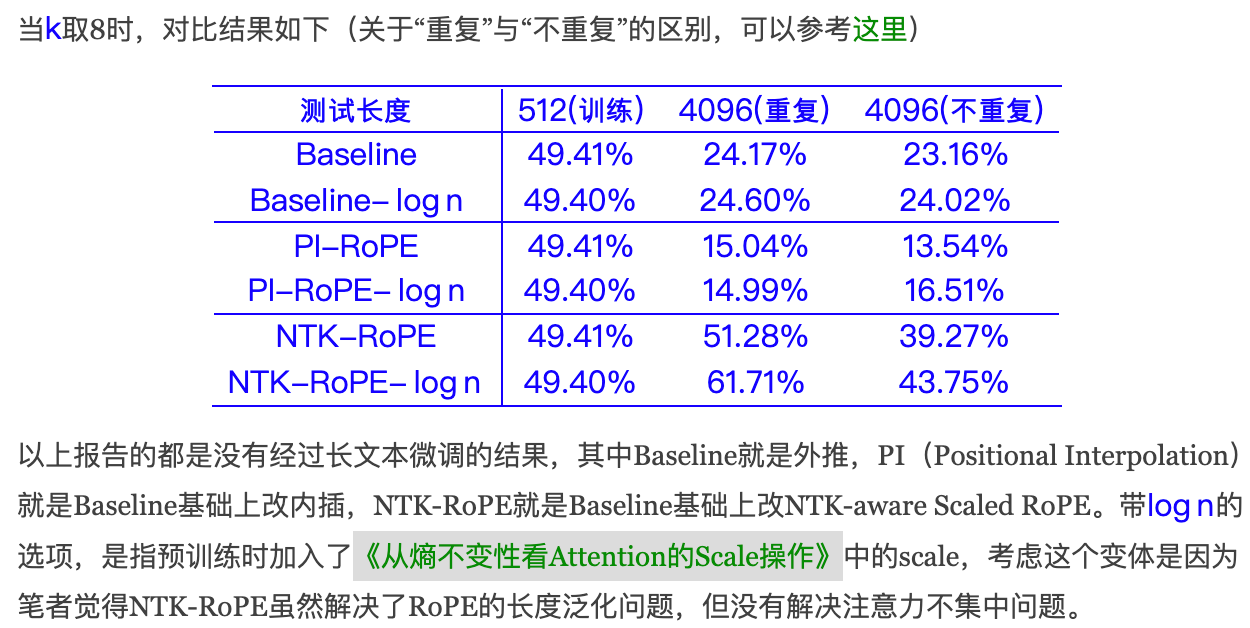 当k取8时，对比结果如下（关于“重复”与“不重复”的区别，可以参考这里）
测试长度 512(训练) 4096(重复) 4096(不重复)
Baseline 49.41% 24.17% 23.16%
Baseline-log n 49.40% 24.60% 24.02%
PI-RoPE 49.41% 15.04% 13.54%
PI-RoPE-log n 49.40% 14.99% 16.51%
NTK-RoPE 49.41% 51.28% 39.27%
NTK-RoPE-log n 49.40% 61.71% 43.75%
以上报告的都是没有经过长文本微调的结果，其中Baseline就是外推，PI（Positional Interpolation）
就是Baseline基础上改内插，NTK-RoPE就是Baseline基础上改NTK-aware Scaled RoPE。带log n的
选项，是指预训练时加入了《从熵不变性看Attention的Scale操作》中的scale，考虑这个变体是因为
笔者觉得NTK-RoPE虽然解决了RoPE的长度泛化问题，但没有解决注意力不集中问题。